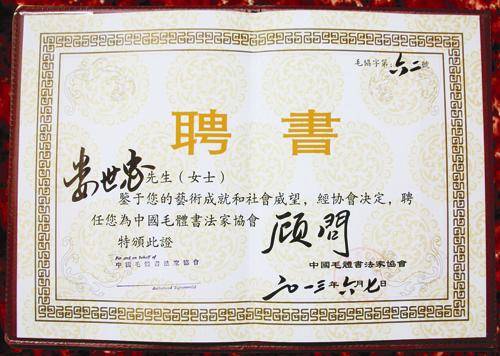 毛協字第：六二號
聘書
世 先生（女士）
鉴于您的藝術成就和社會威望，經協會决定，聘
任您為中國毛體書法家協會 顧問
特頒此證
For and on behalf of
中國毛體書法家協會
Authorized Signature(s)
中國毛體書法家協會
二〇一三年六月七日